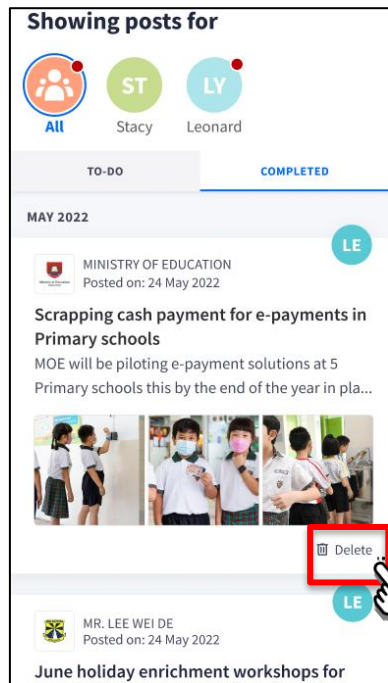 Showing posts for
ST LY
All Stacy Leonard
TO-DO COMPLETED
MAY 2022
LE
MINISTRY OF EDUCATION
Posted on: 24 May 2022
Scrapping cash payment for e-payments in
Primary schools
MOE will be piloting e-payment solutions at 5
Primary schools this by the end of the year in pla...
Delete
LE
MR. LEE WEI DE
Posted on: 24 May 2022
June holiday enrichment workshops for